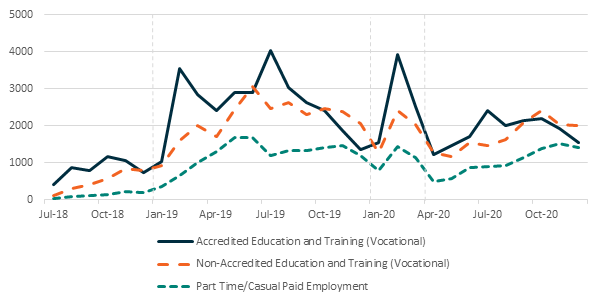 5000
4000
3000
2000
1000
0
Jul-18 Oct-18 Jan-19 Apr-19 Jul-19 Oct-19 Jan-20 Apr-20 Jul-20 Oct-20
Accredited Education and Training (Vocational)
Non-Accredited Education and Training (Vocational)
Part Time/Casual Paid Employment